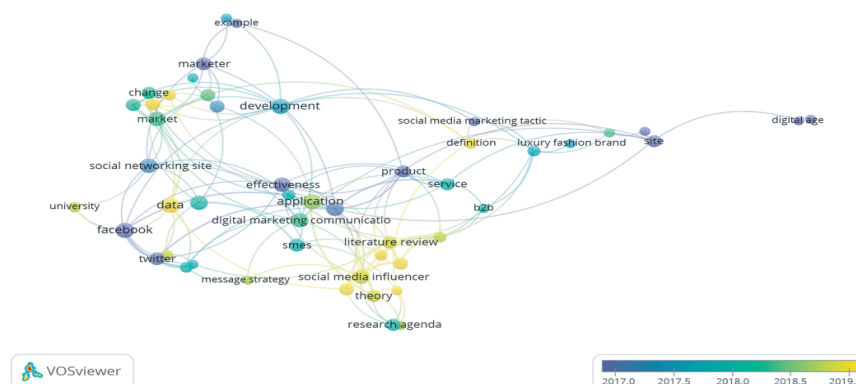 example
marketer
change
development
market
social media marketing tactic
digital age
definition
luxury fashion brand
site
social networking site
product
effectiveness
service
university
data
application
b2b
digital marketing communicatio
facebook
smes
literature review
twitter
message strategy
social media influencer
theory
research agenda
VOSviewer
2017.0 2017.5 2018.0 2018.5 2019.